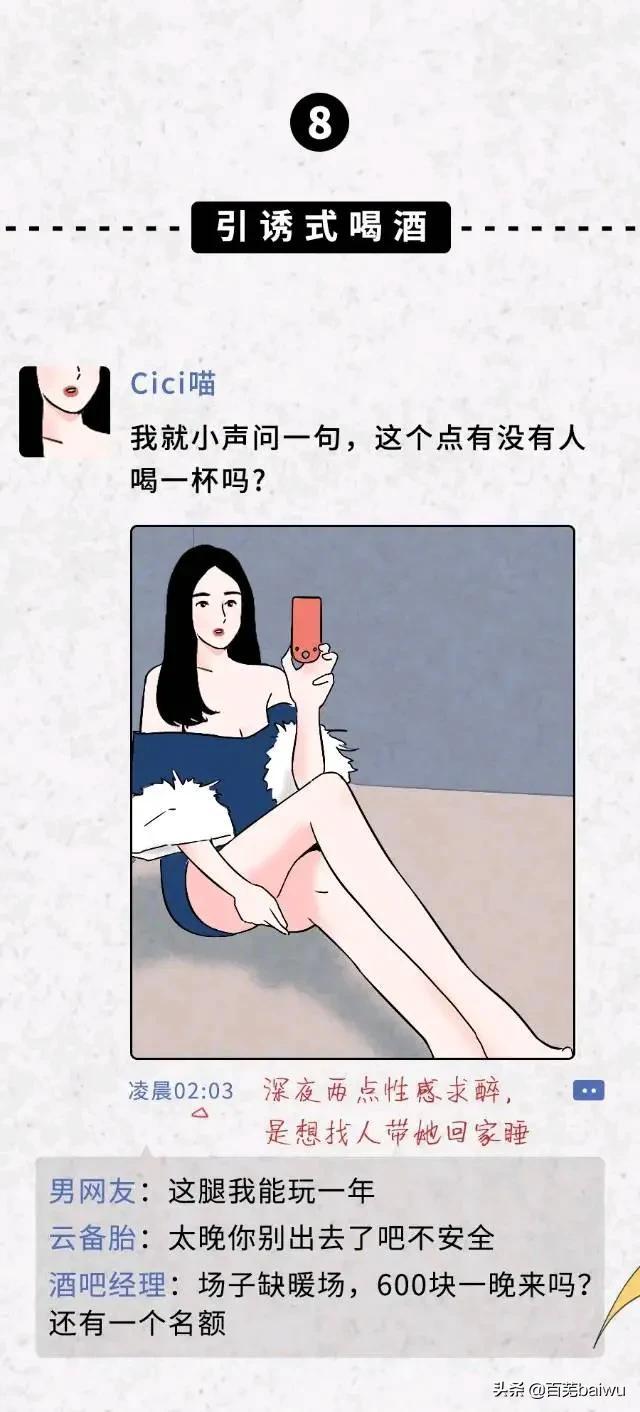 8
引诱式喝酒
Cici喵
我就小声问一句，这个点有没有人
喝一杯吗？
凌晨02:03
深夜两点性感求醉，
是想找人带她回家睡
男网友：这腿我能玩一年
云备胎：太晚你别出去了吧不安全
酒吧经理：场子缺暖场，600块一晚来吗？
还有一个名额
头条 @百芜baiwu